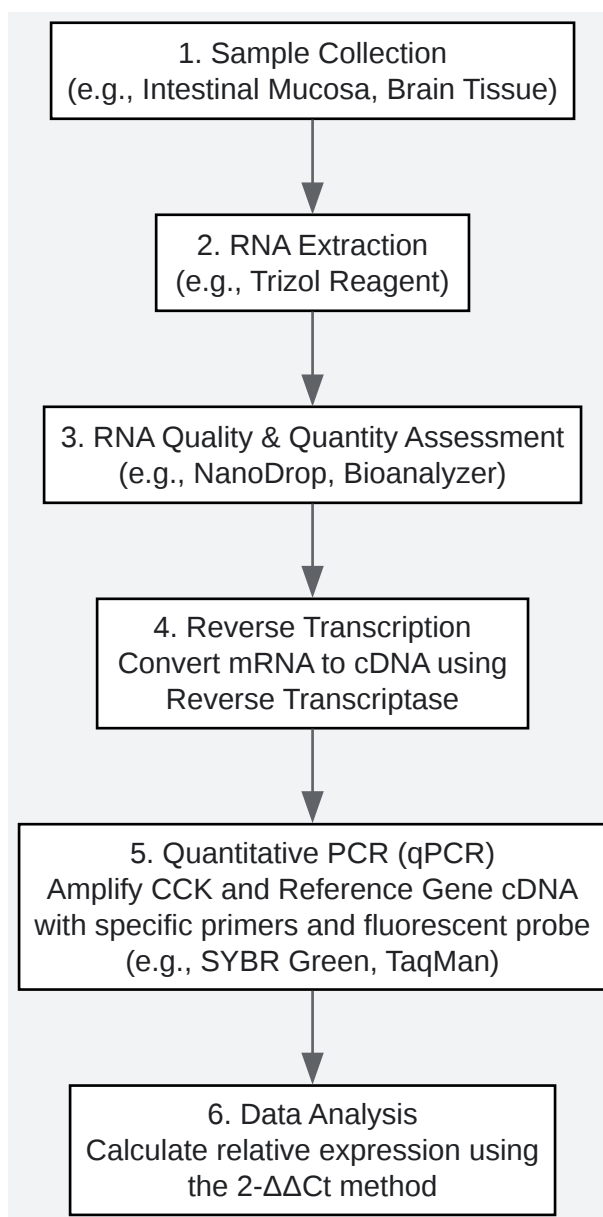 1. Sample Collection
(e.g., Intestinal Mucosa, Brain Tissue)
2. RNA Extraction
(e.g., Trizol Reagent)
3. RNA Quality & Quantity Assessment
(e.g., NanoDrop, Bioanalyzer)
4. Reverse Transcription
Convert mRNA to cDNA using
Reverse Transcriptase
5. Quantitative PCR (qPCR)
Amplify CCK and Reference Gene cDNA
with specific primers and fluorescent probe
(e.g., SYBR Green, TaqMan)
6. Data Analysis
Calculate relative expression using
the 2-ΔΔCt method